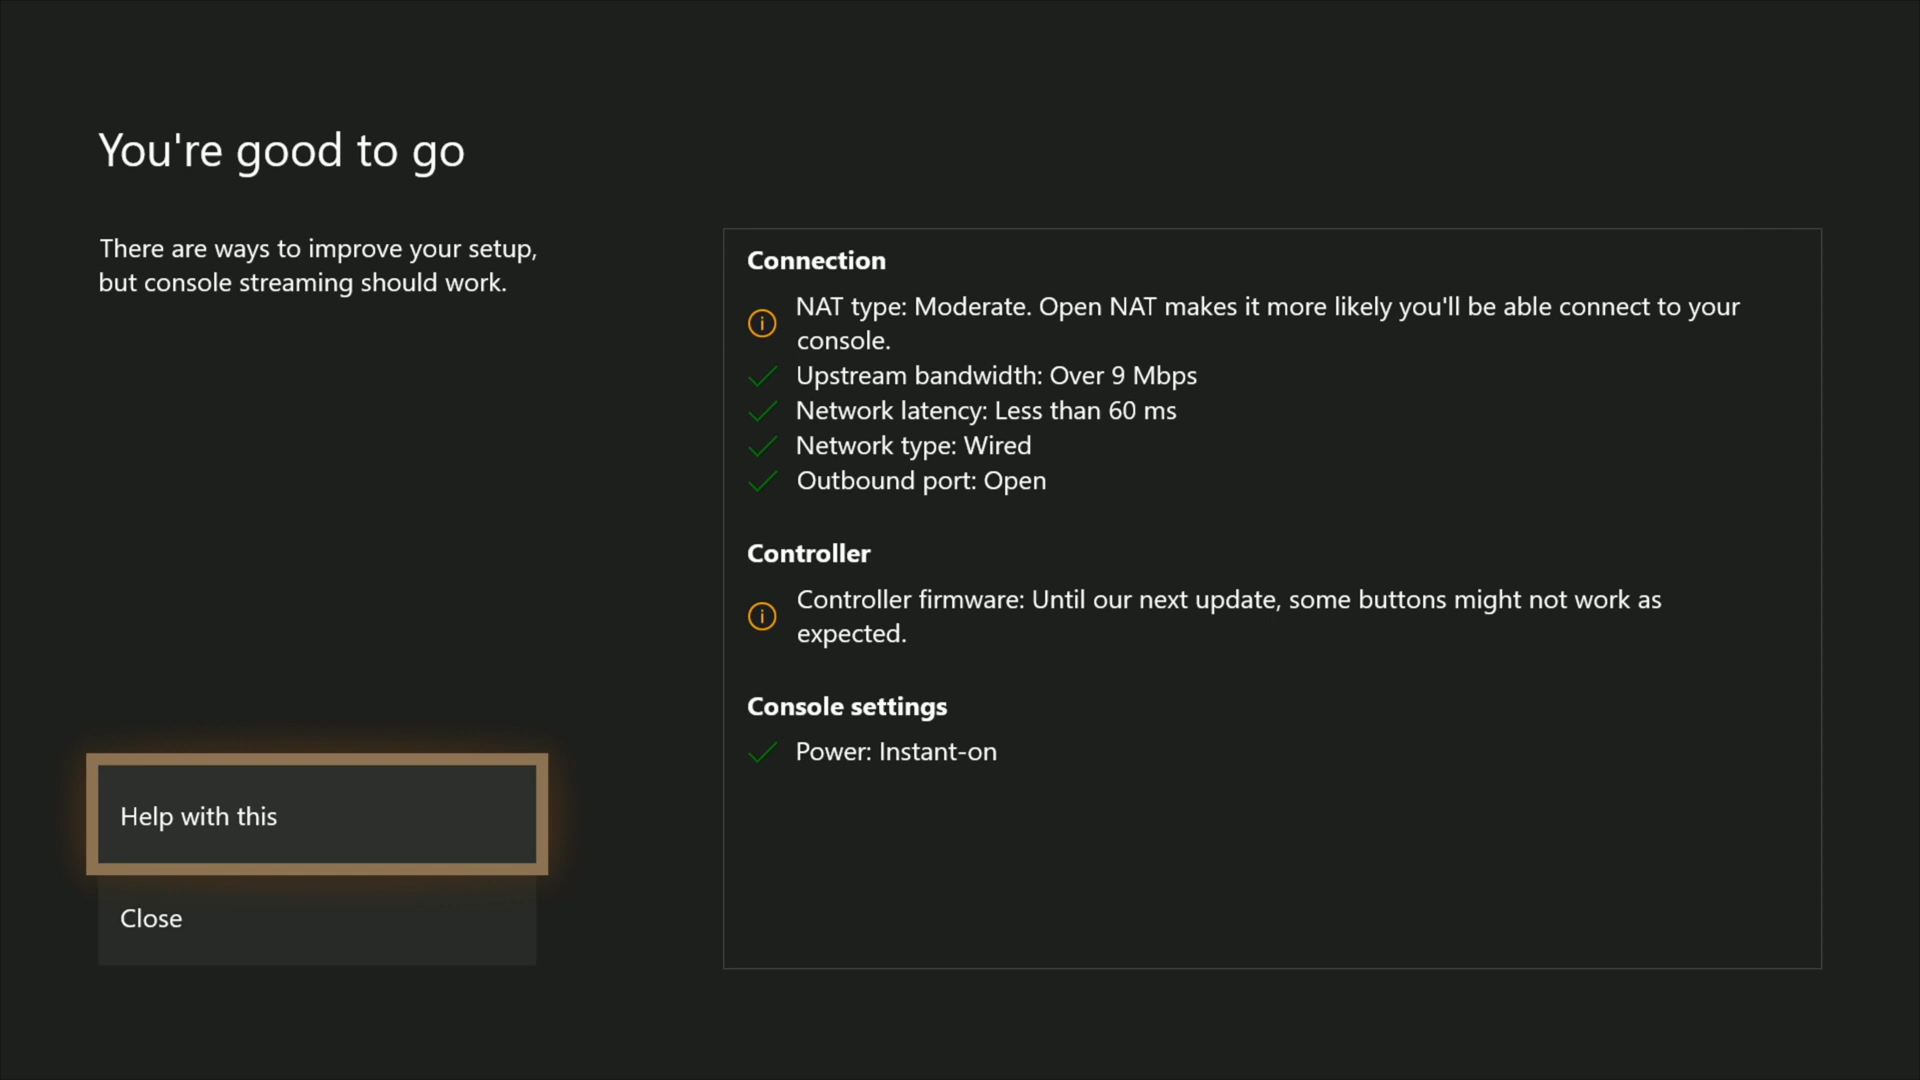 You're good to go
There are ways to improve your setup,
but console streaming should work.
Help with this
Close
Connection
NAT type: Moderate. Open NAT makes it more likely you'll be able connect to your
console.
Upstream bandwidth: Over 9 Mbps
Network latency: Less than 60 ms
Network type: Wired
Outbound port: Open
Controller
Controller firmware: Until our next update, some buttons might not work as
expected.
Console settings
Power: Instant-on